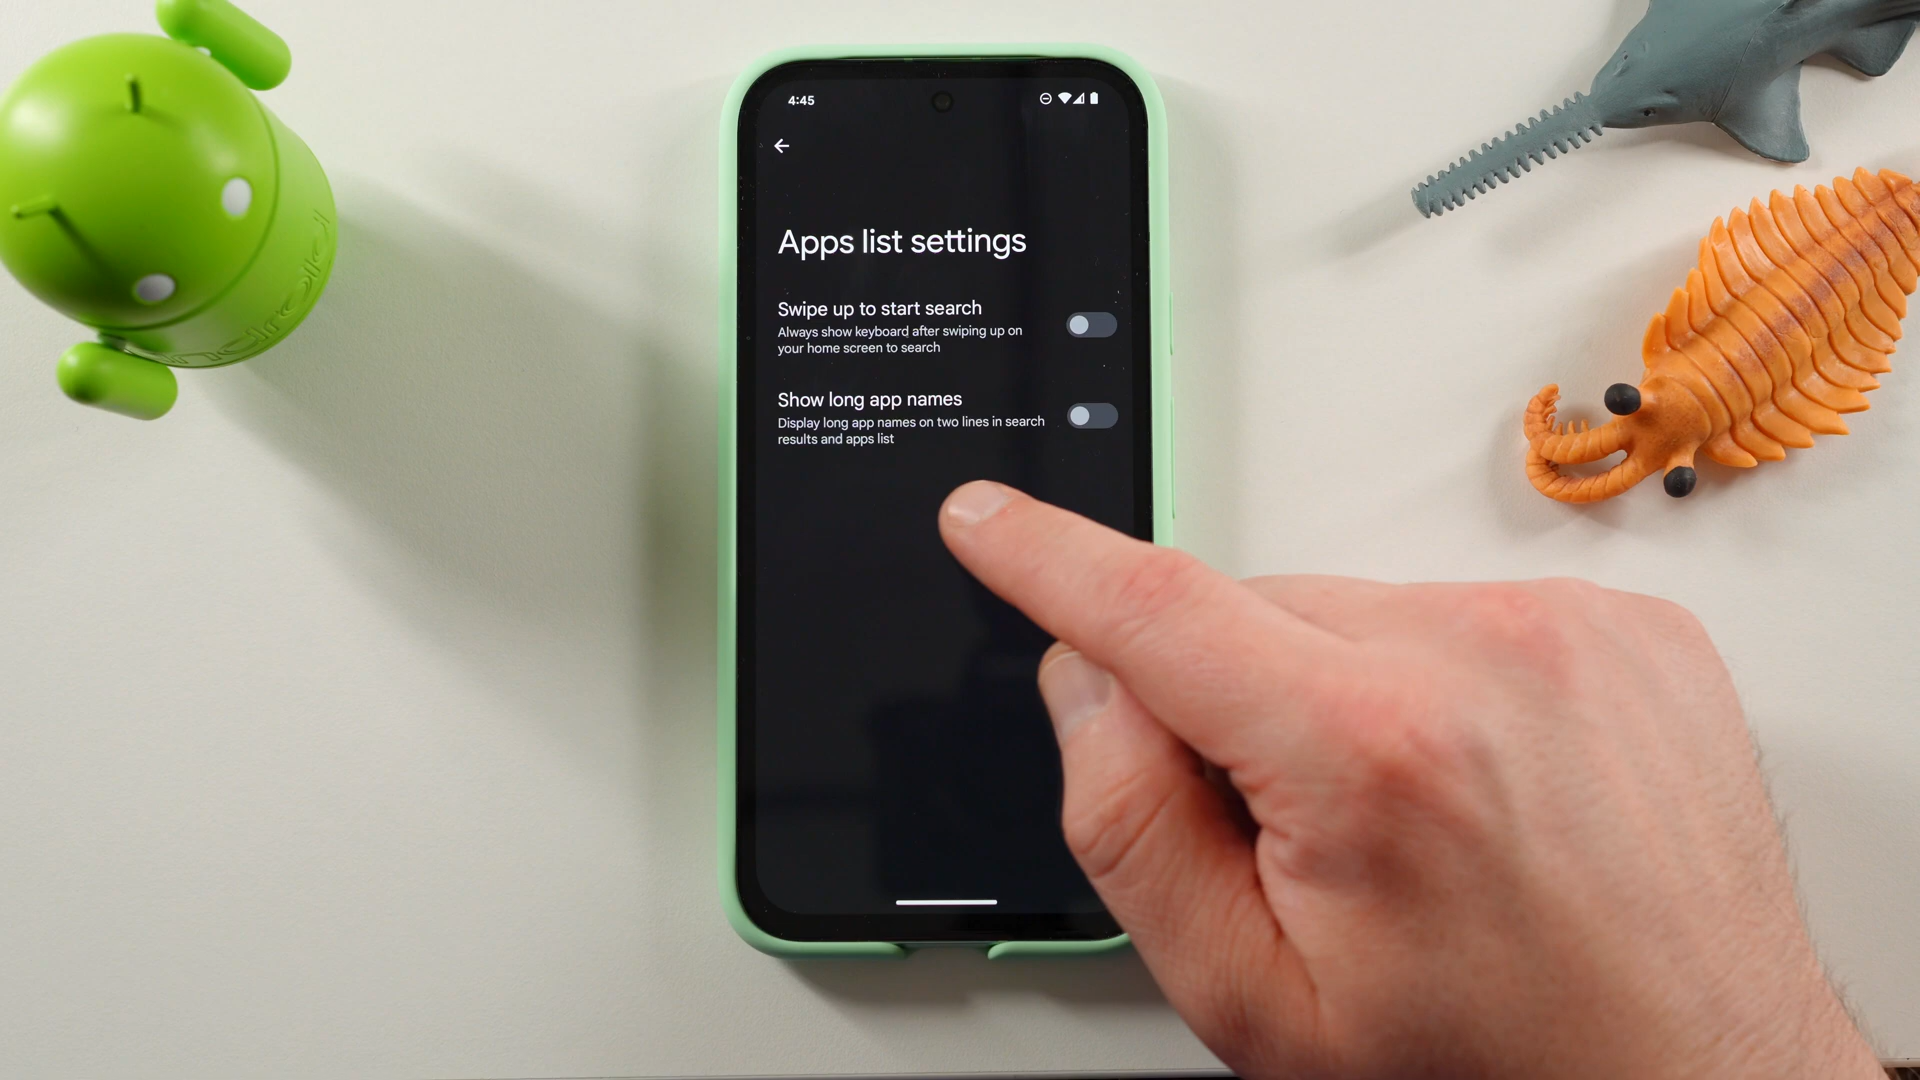 4:45
Apps list settings
Swipe up to start search
Always show keyboard after swiping up on
your home screen to search
Show long app names
Display long app names on two lines in search
results and apps list
android